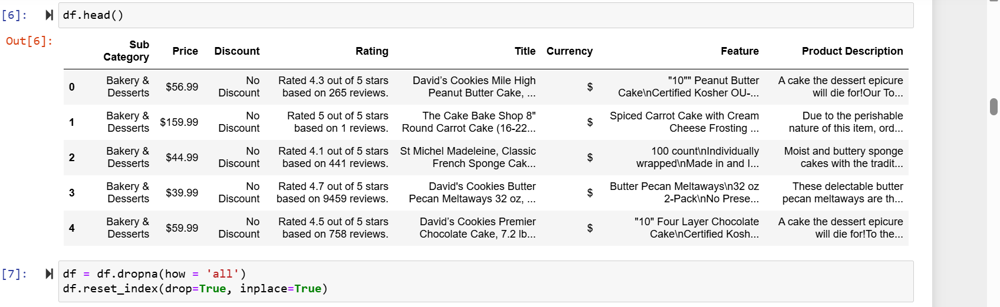 [6]: df.head()
Out[6]:
Sub Category Price Discount Rating Title Currency Feature Product Description
0 Bakery & Desserts $56.99 No Discount Rated 4.3 out of 5 stars based on 265 reviews. David’s Cookies Mile High Peanut Butter Cake, ... $ "10"" Peanut Butter Cake\nCertified Kosher OU-... A cake the dessert epicure will die for!Our To...
1 Bakery & Desserts $159.99 No Discount Rated 5 out of 5 stars based on 1 reviews. The Cake Bake Shop 8" Round Carrot Cake (16-22... $ Spiced Carrot Cake with Cream Cheese Frosting ... Due to the perishable nature of this item, ord...
2 Bakery & Desserts $44.99 No Discount Rated 4.1 out of 5 stars based on 441 reviews. St Michel Madeleine, Classic French Sponge Cak... $ 100 count\nIndividually wrapped\nMade in and I... Moist and buttery sponge cakes with the tradit...
3 Bakery & Desserts $39.99 No Discount Rated 4.7 out of 5 stars based on 9459 reviews. David's Cookies Butter Pecan Meltaways 32 oz, ... $ Butter Pecan Meltaways\n32 oz 2-Pack\nNo Prese... These delectable butter pecan meltaways are th...
4 Bakery & Desserts $59.99 No Discount Rated 4.5 out of 5 stars based on 758 reviews. David’s Cookies Premier Chocolate Cake, 7.2 lb... $ "10" Four Layer Chocolate Cake\nCertified Kosh... A cake the dessert epicure will die for!To the...
[7]: df = df.dropna(how = 'all')
df.reset_index(drop=True, inplace=True)